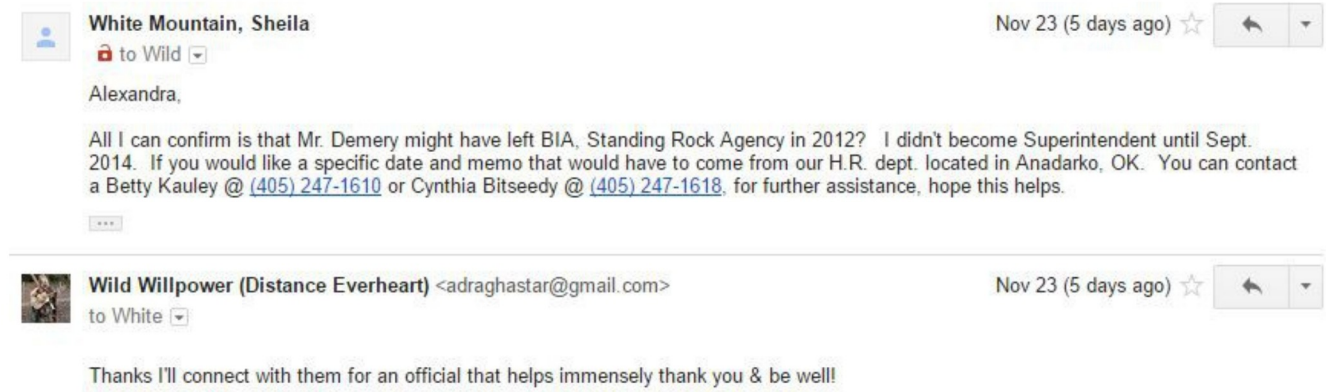 White Mountain, Sheila
Nov 23 (5 days ago)
to Wild
Alexandra,
All I can confirm is that Mr. Demery might have left BIA, Standing Rock Agency in 2012?   I didn't become Superintendent until Sept.
2014.  If you would like a specific date and memo that would have to come from our H.R. dept. located in Anadarko, OK.  You can contact
a Betty Kauley @ (405) 247-1610 or Cynthia Bitseedy @ (405) 247-1618, for further assistance, hope this helps.
Wild Willpower (Distance Everheart) <adraghastar@gmail.com>
Nov 23 (5 days ago)
to White
Thanks I'll connect with them for an official that helps immensely thank you & be well!